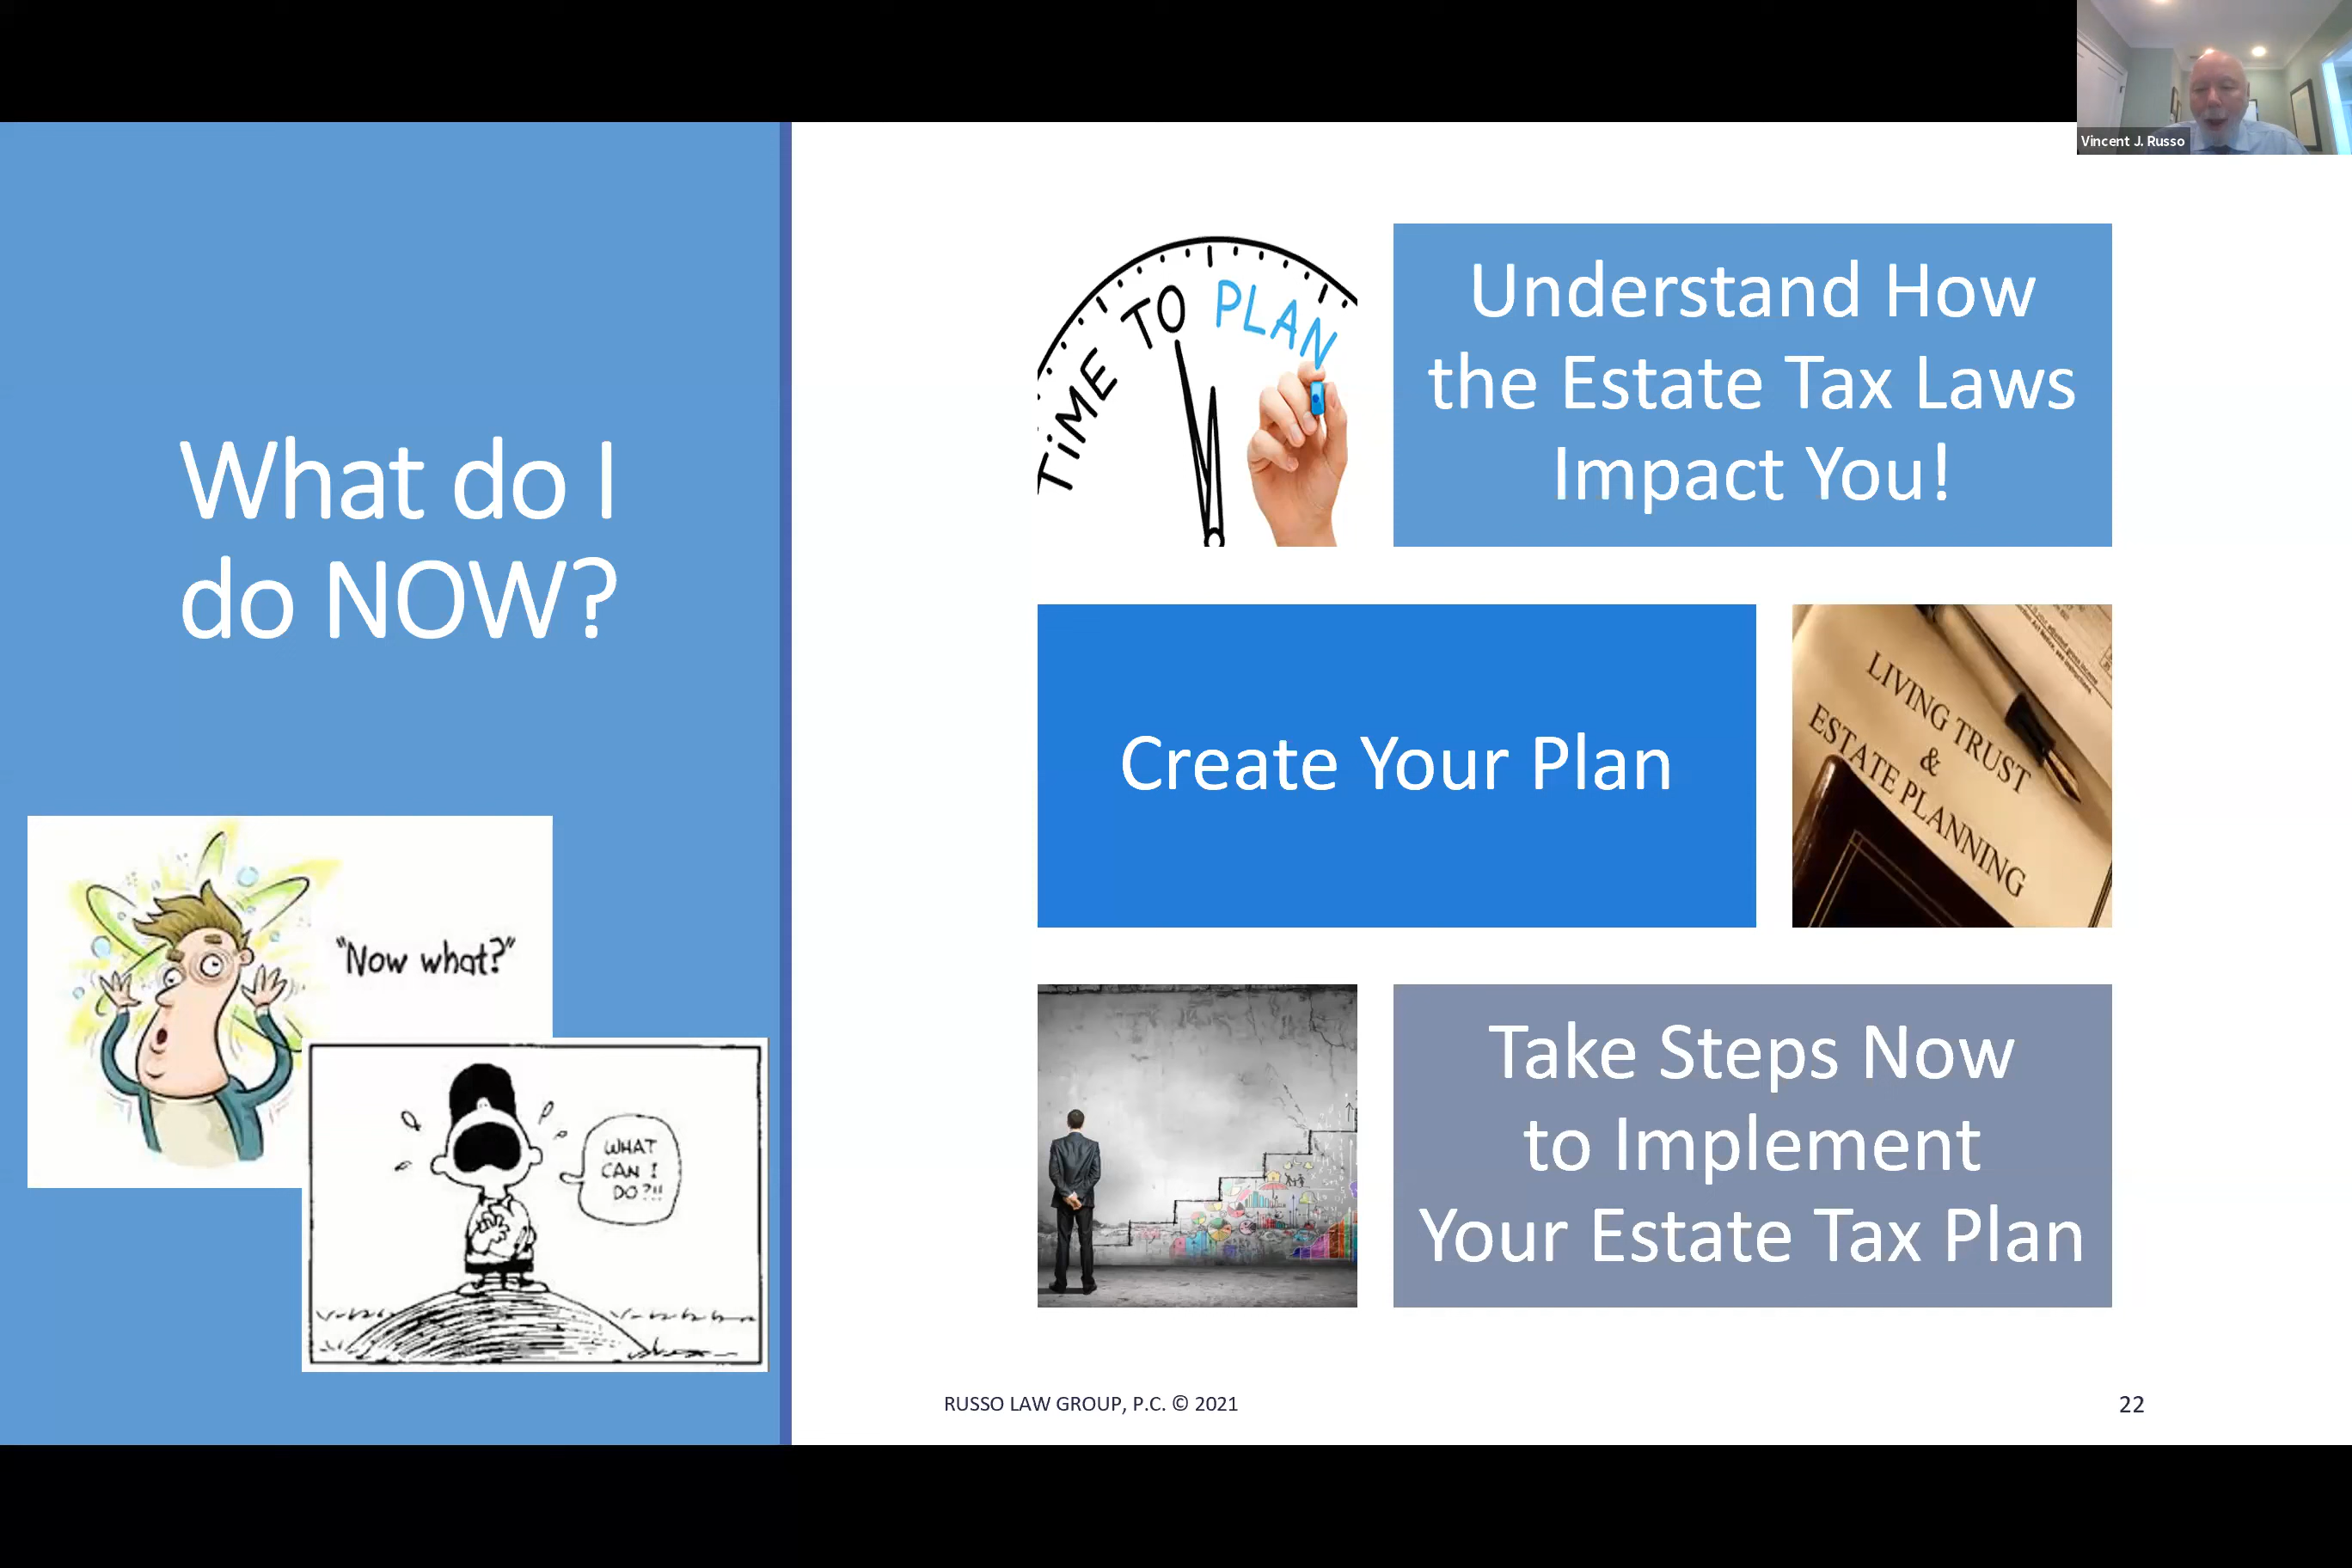 Vincent J. Russo
What do I
do NOW?
"Now what?"
WHAT
CAN I
DO?!!
TiME TO PLAN
Understand How
the Estate Tax Laws
Impact You!
Create Your Plan
LIVING TRUST
&
ESTATE PLANNING
Take Steps Now
to Implement
Your Estate Tax Plan
RUSSO LAW GROUP, P.C. © 2021
22